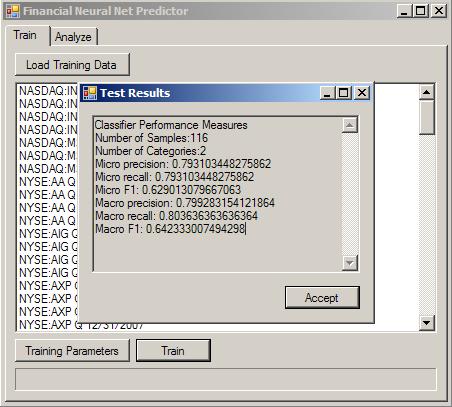 Financial Neural Net Predictor
Train
Analyze
Load Training Data
NASDAQ:IN
NASDAQ:IN
NASDAQ:IN
NASDAQ:IN
NASDAQ:M
NASDAQ:M
NASDAQ:M
NYSE:AA Q
NYSE:AA Q
NYSE:AA Q
NYSE:AIG Q
NYSE:AIG Q
NYSE:AIG Q
NYSE:AIG Q
NYSE:AXP Q
NYSE:AXP Q
NYSE:AXP Q
NYSE:AXP Q 12/31/2007
Test Results
Classifier Performance Measures
Number of Samples:116
Number of Categories:2
Micro precision: 0.793103448275862
Micro recall: 0.793103448275862
Micro F1: 0.629013079667063
Macro precision: 0.799283154121864
Macro recall: 0.803636363636364
Macro F1: 0.642333007494298
Accept
Training Parameters
Train